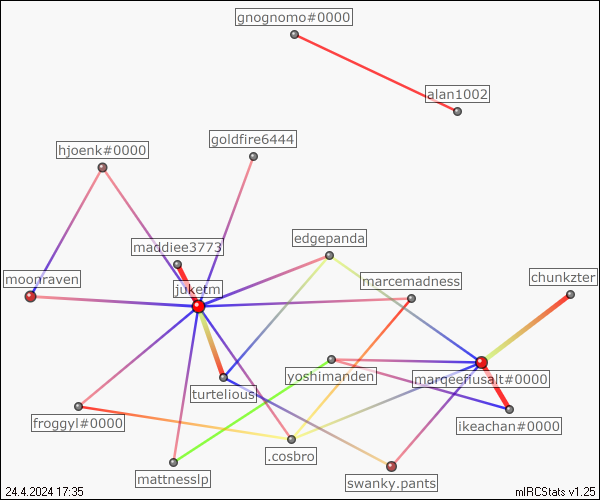 gnognomo#0000
alan1002
goldfire6444
hjoenk#0000
edgepanda
maddiee3773
moonraven
marcemadness
chunkzter
juketm
yoshimanden
marqeeflusalt#0000
turtelious
froggyl#0000
ikeachan#0000
.cosbro
mattnesslp
swanky.pants
24.4.2024 17:35
mIRCStats v1.25